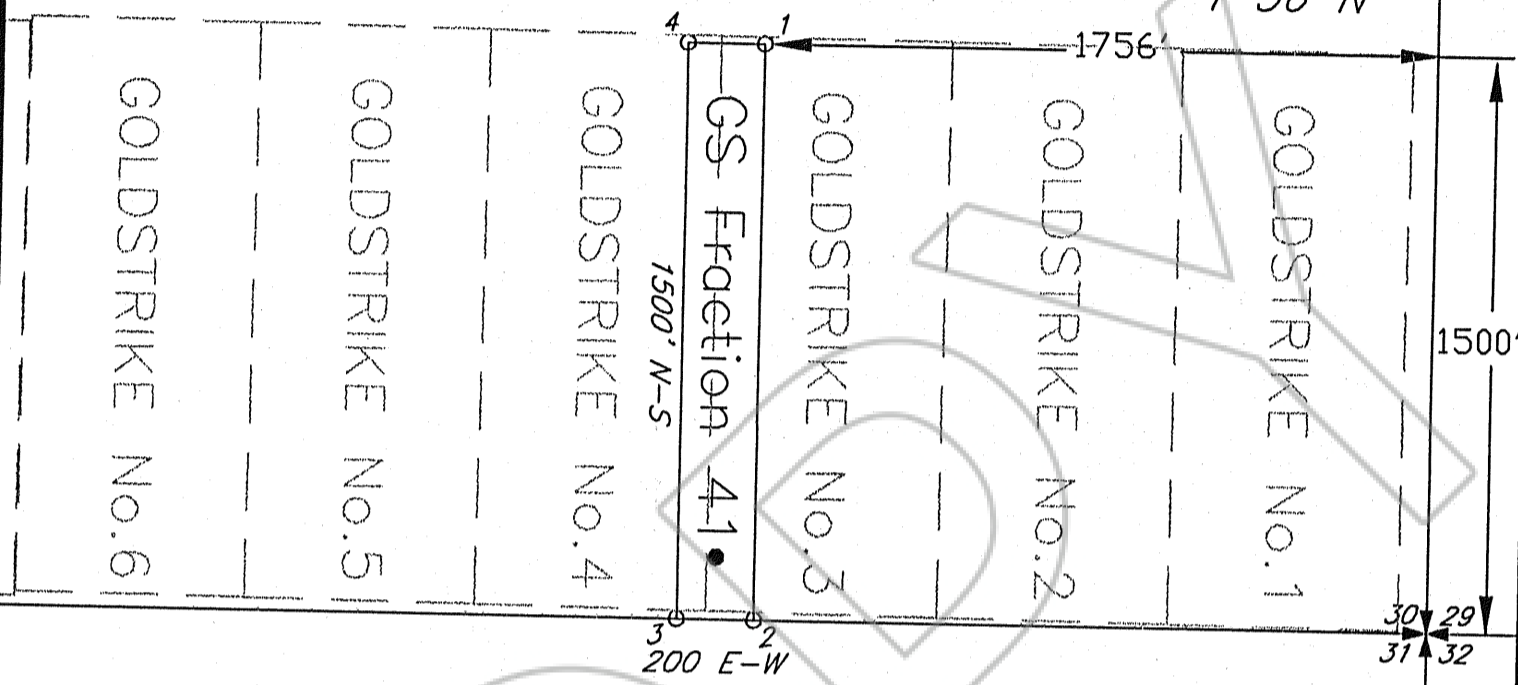 4 1
1756'
GOLDSTRIKE No.6
GOLDSTRIKE No.5
GOLDSTRIKE No.4
GS Fraction 41
GOLDSTRIKE No.3
GOLDSTRIKE No.2
GOLDSTRIKE No.1
1500' N-S
1500'
3 2
200 E-W
30 29
31 32